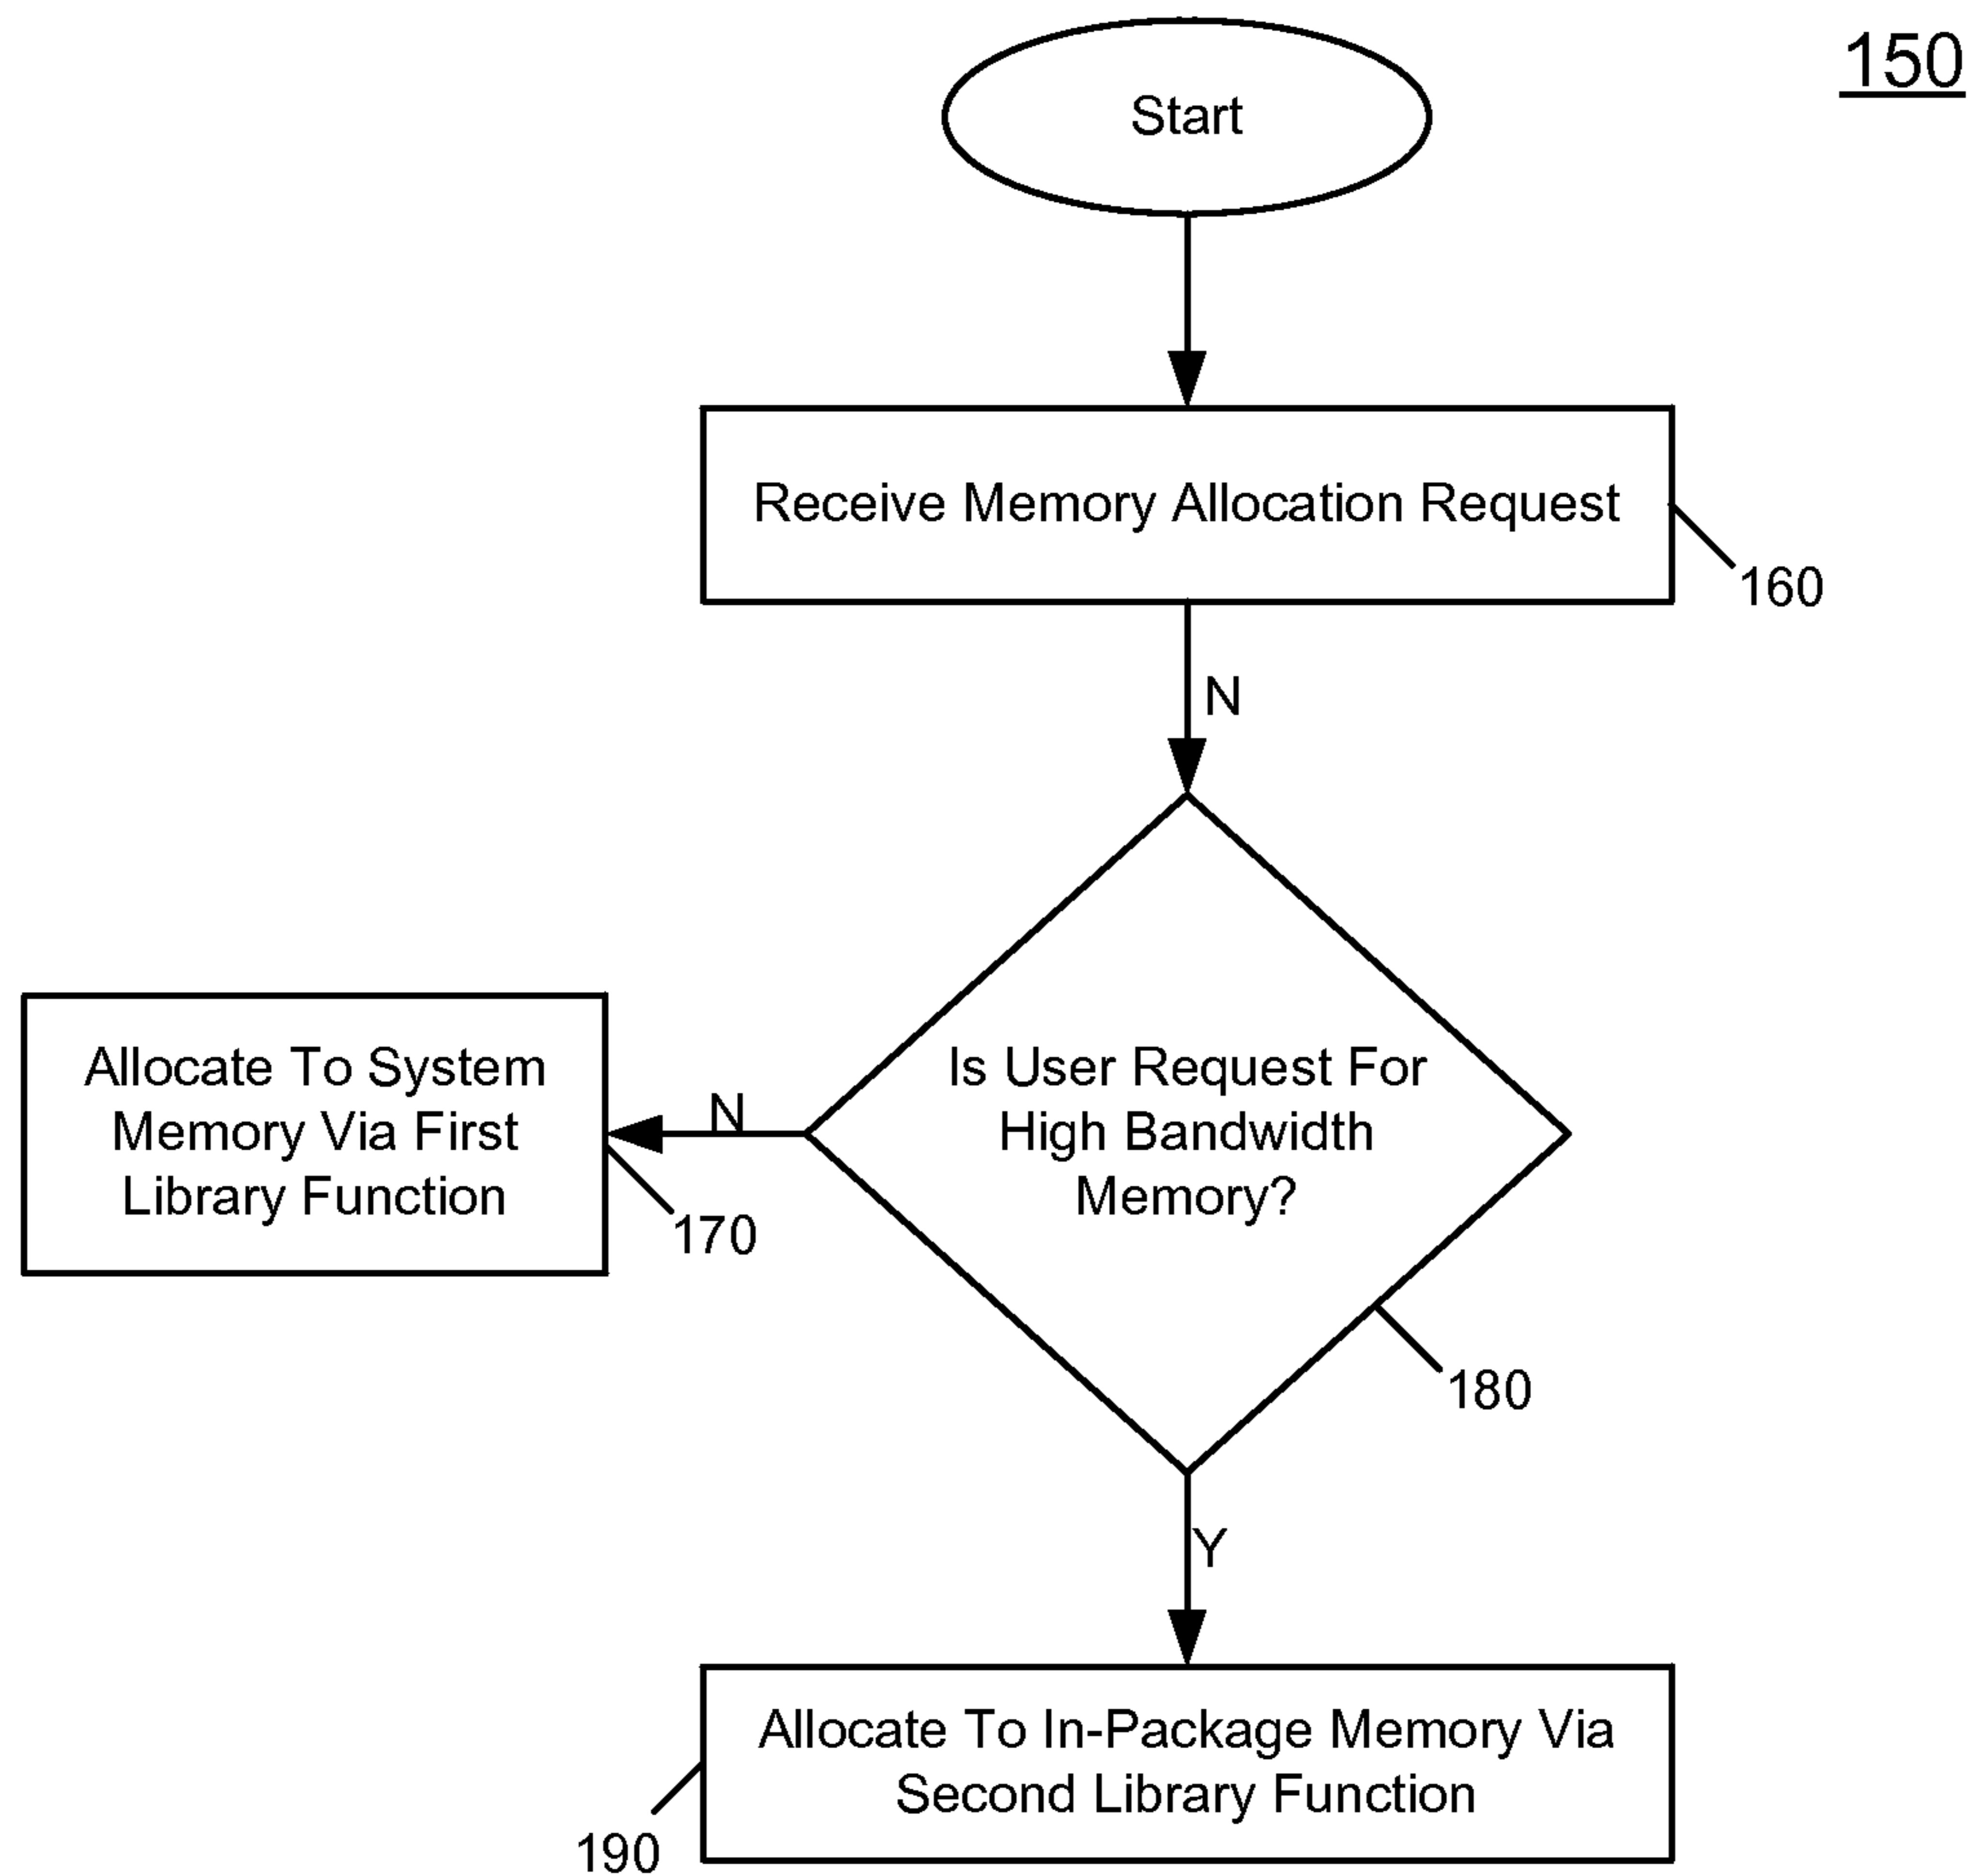 150
Start
Receive Memory Allocation Request
160
N
Is User Request For
High Bandwidth
Memory?
N
Allocate To System
Memory Via First
Library Function
170
180
Y
Allocate To In-Package Memory Via
Second Library Function
190